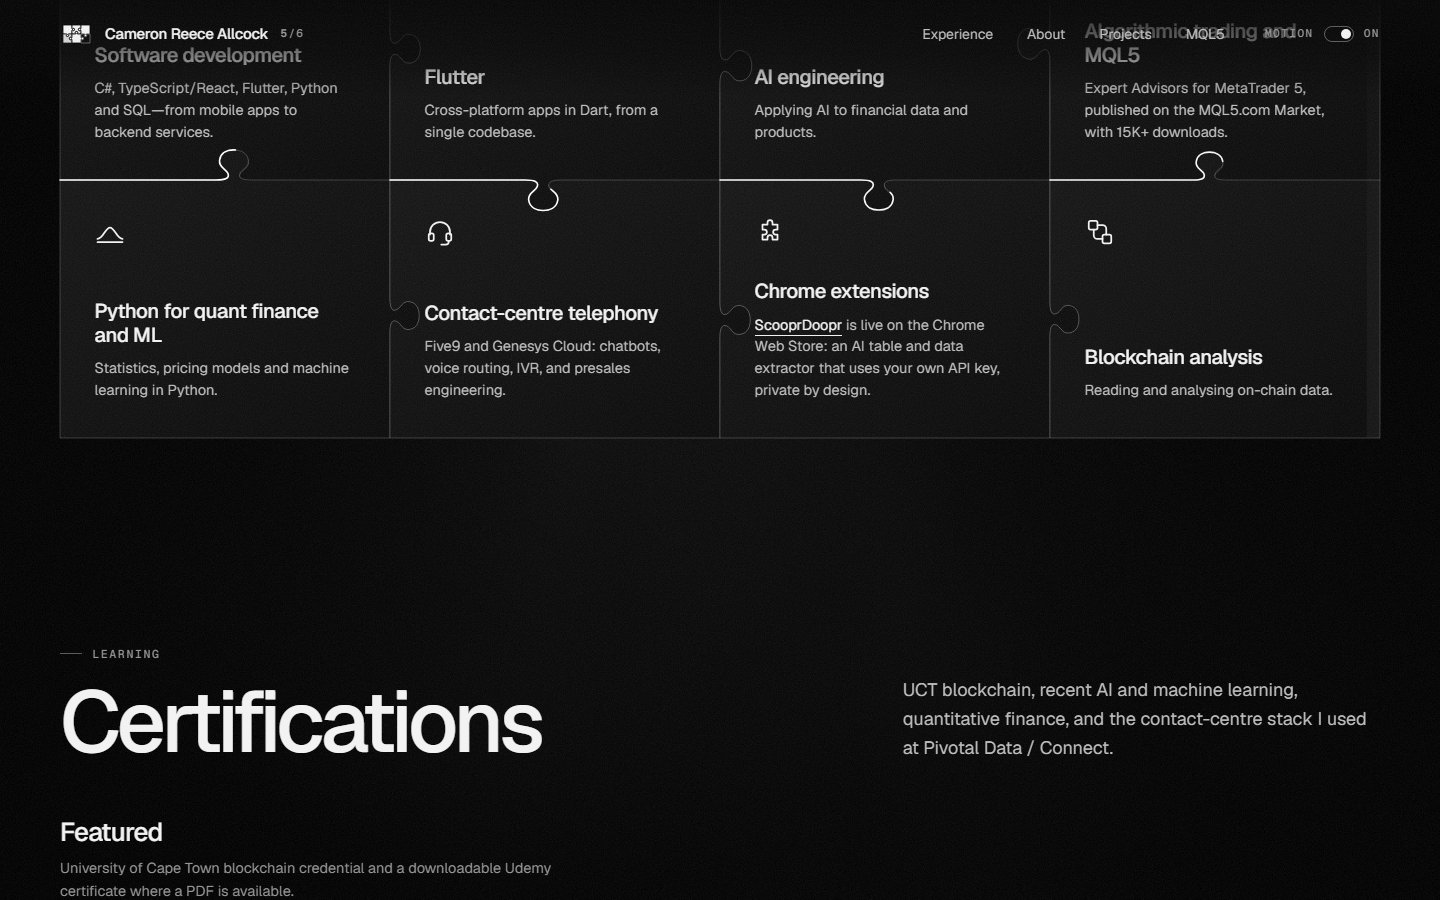 Cameron Reece Allcock 5/6
Experience About Projects MQL5 MOTION ON
Software development
C#, TypeScript/React, Flutter, Python
and SQL—from mobile apps to
backend services.
Flutter
Cross-platform apps in Dart, from a
single codebase.
AI engineering
Applying AI to financial data and
products.
Algorithmic trading and
MQL5
Expert Advisors for MetaTrader 5,
published on the MQL5.com Market,
with 15K+ downloads.
Python for quant finance
and ML
Statistics, pricing models and machine
learning in Python.
Contact-centre telephony
Five9 and Genesys Cloud: chatbots,
voice routing, IVR, and presales
engineering.
Chrome extensions
ScooprDoopr is live on the Chrome
Web Store: an AI table and data
extractor that uses your own API key,
private by design.
Blockchain analysis
Reading and analysing on-chain data.
LEARNING
Certifications
UCT blockchain, recent AI and machine learning,
quantitative finance, and the contact-centre stack I used
at Pivotal Data / Connect.
Featured
University of Cape Town blockchain credential and a downloadable Udemy
certificate where a PDF is available.